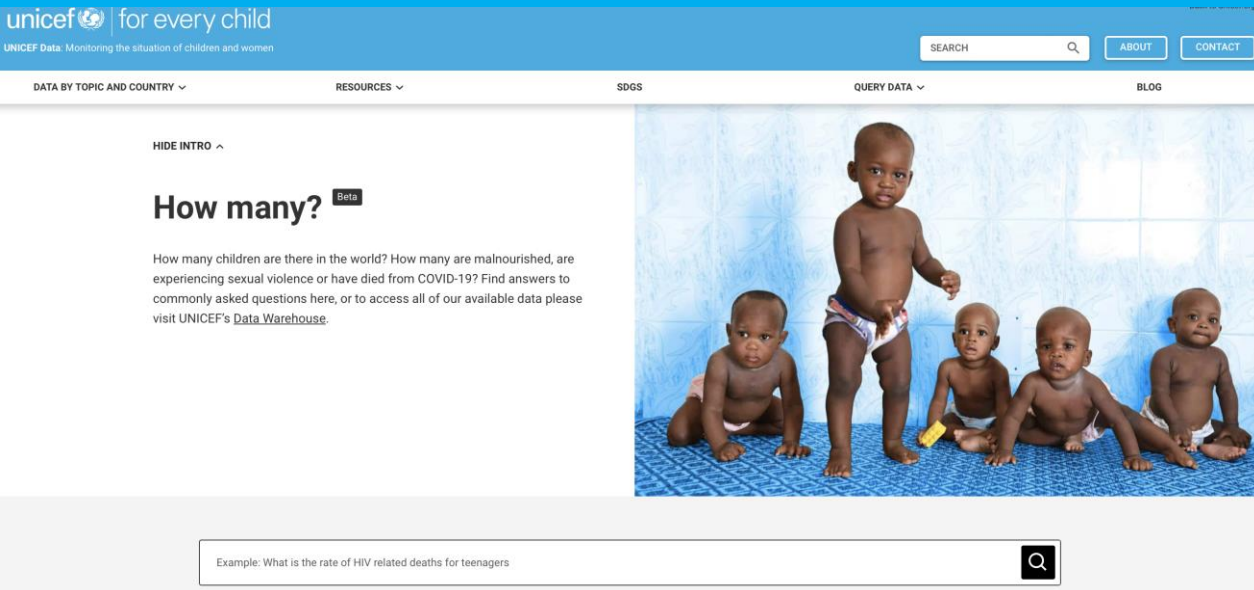 unicef for every child
UNICEF Data: Monitoring the situation of children and women
SEARCH
ABOUT
CONTACT
DATA BY TOPIC AND COUNTRY
RESOURCES
SDGS
QUERY DATA
BLOG
HIDE INTRO
How many? Beta
How many children are there in the world? How many are malnourished, are
experiencing sexual violence or have died from COVID-19? Find answers to
commonly asked questions here, or to access all of our available data please
visit UNICEF's Data Warehouse.
Example: What is the rate of HIV related deaths for teenagers